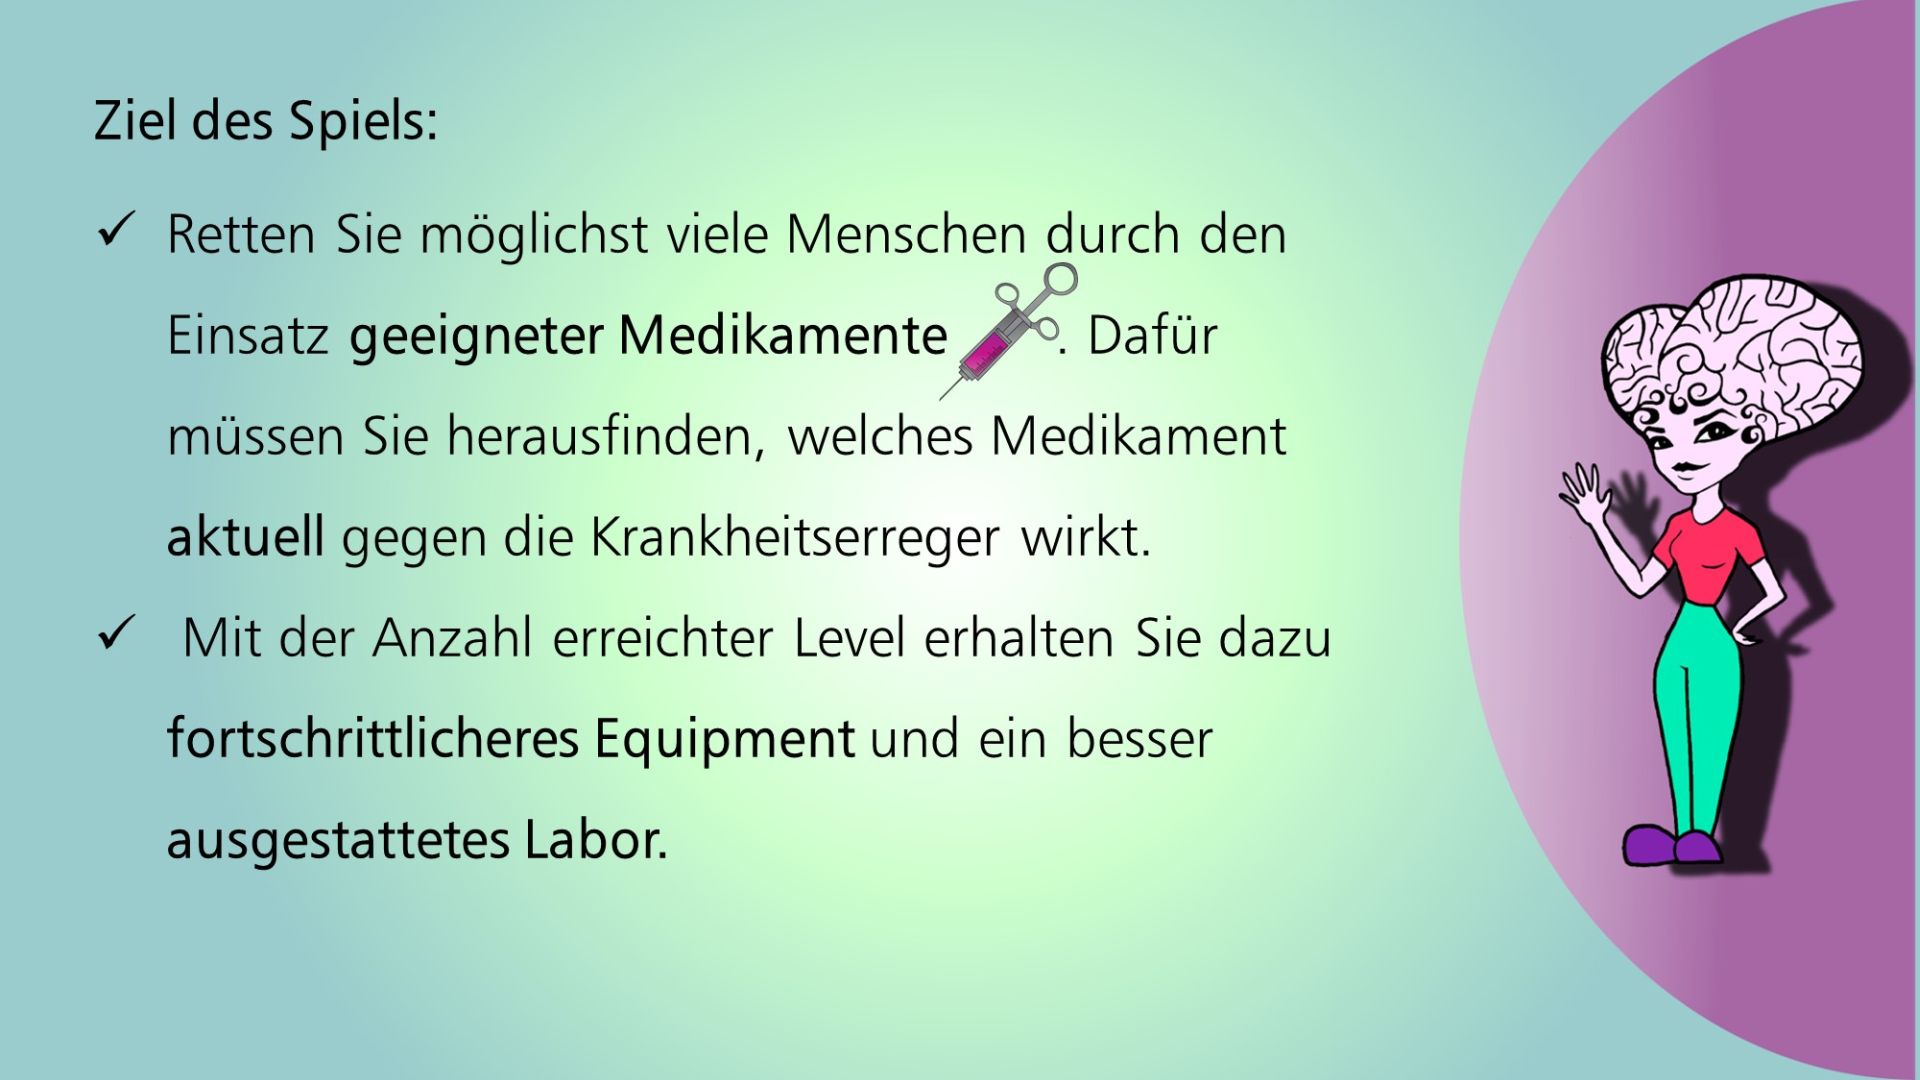 Ziel des Spiels:
✓ Retten Sie möglichst viele Menschen durch den
Einsatz geeigneter Medikamente . Dafür
müssen Sie herausfinden, welches Medikament
aktuell gegen die Krankheitserreger wirkt.
✓ Mit der Anzahl erreichter Level erhalten Sie dazu
fortschrittlicheres Equipment und ein besser
ausgestattetes Labor.